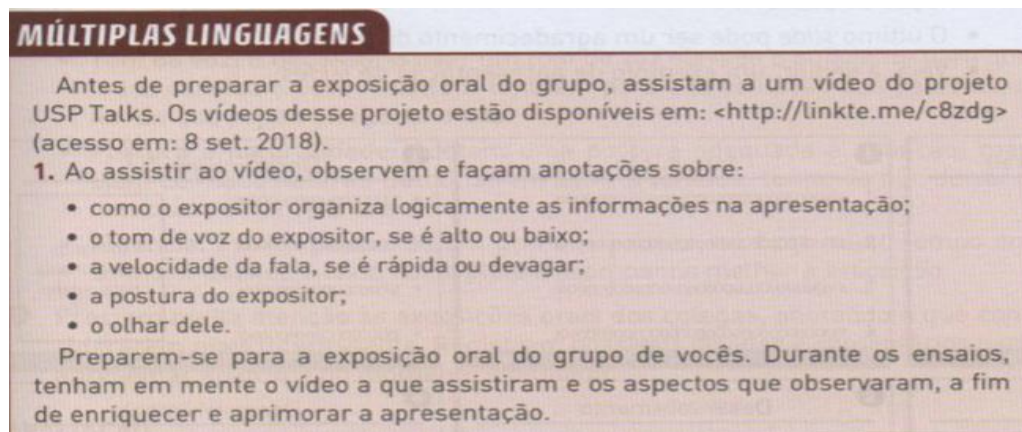 MÚLTIPLAS LINGUAGENS
Antes de preparar a exposição oral do grupo, assistam a um vídeo do projeto
USP Talks. Os vídeos desse projeto estão disponíveis em: <http://linkte.me/c8zdg>
(acesso em: 8 set. 2018).
1. Ao assistir ao vídeo, observem e façam anotações sobre:
• como o expositor organiza logicamente as informações na apresentação;
• o tom de voz do expositor, se é alto ou baixo;
• a velocidade da fala, se é rápida ou devagar;
• a postura do expositor;
• o olhar dele.
Preparem-se para a exposição oral do grupo de vocês. Durante os ensaios,
tenham em mente o vídeo a que assistiram e os aspectos que observaram, a fim
de enriquecer e aprimorar a apresentação.